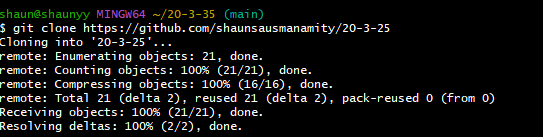 shaun@shaunyy MINGW64 ~/20-3-35 (main)
$ git clone https://github.com/shaunsausmanamity/20-3-25
Cloning into '20-3-25'...
remote: Enumerating objects: 21, done.
remote: Counting objects: 100% (21/21), done.
remote: Compressing objects: 100% (16/16), done.
remote: Total 21 (delta 2), reused 21 (delta 2), pack-reused 0 (from 0)
Receiving objects: 100% (21/21), done.
Resolving deltas: 100% (2/2), done.